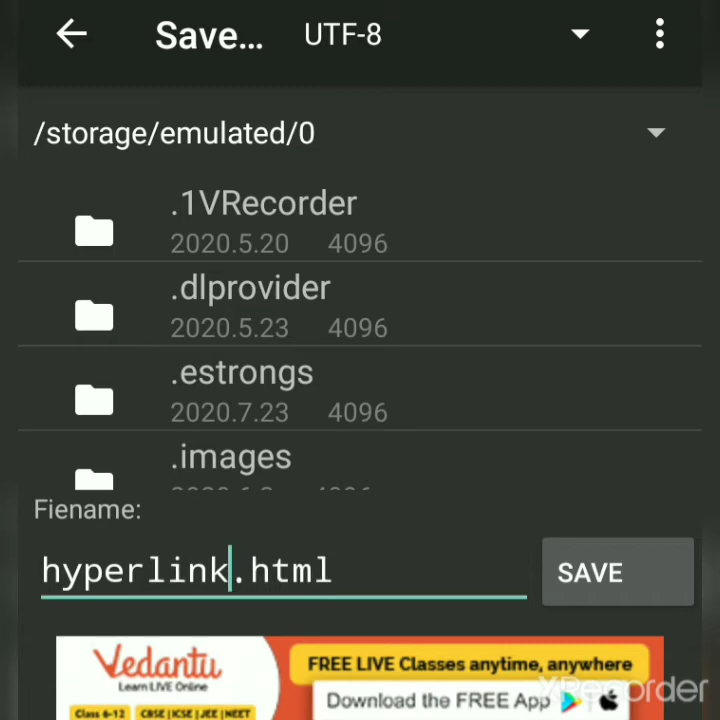 Save... UTF-8
/storage/emulated/0
.1VRecorder
2020.5.20 4096
.dlprovider
2020.5.23 4096
.estrongs
2020.7.23 4096
.images
Fiename:
hyperlink.html
SAVE
Vedantu
Learn LIVE Online
Class 6-12 CBSE | ICSE | JEE | NEET
FREE LIVE Classes anytime, anywhere
Download the FREE App
XRecorder